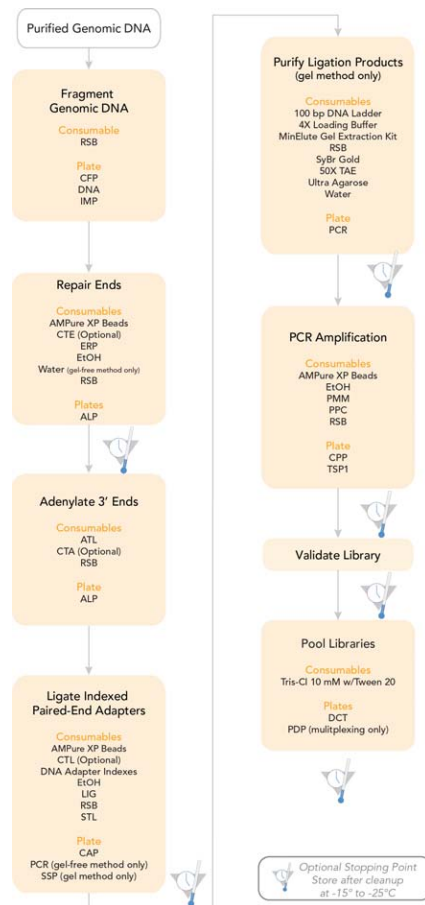 Purified Genomic DNA
Fragment
Genomic DNA
Consumable
RSB
Plate
CFP
DNA
IMP
Repair Ends
Consumables
AMPure XP Beads
CTE (Optional)
ERP
EtOH
Water (gel-free method only)
RSB
Plates
ALP
Adenylate 3’ Ends
Consumables
ATL
CTA (Optional)
RSB
Plate
ALP
Ligate Indexed
Paired-End Adapters
Consumables
AMPure XP Beads
CTL (Optional)
DNA Adapter Indexes
EtOH
LIG
RSB
STL
Plate
CAP
PCR (gel-free method only)
SSP (gel method only)
Purify Ligation Products
(gel method only)
Consumables
100 bp DNA Ladder
4X Loading Buffer
MinElute Gel Extraction Kit
RSB
SyBr Gold
50X TAE
Ultra Agarose
Water
Plate
PCR
PCR Amplification
Consumables
AMPure XP Beads
EtOH
PMM
PPC
RSB
Plate
CPP
TSP1
Validate Library
Pool Libraries
Consumables
Tris-Cl 10 mM w/Tween 20
Plates
DCT
PDP (mulitplexing only)
Optional Stopping Point
Store after cleanup
at -15° to -25°C